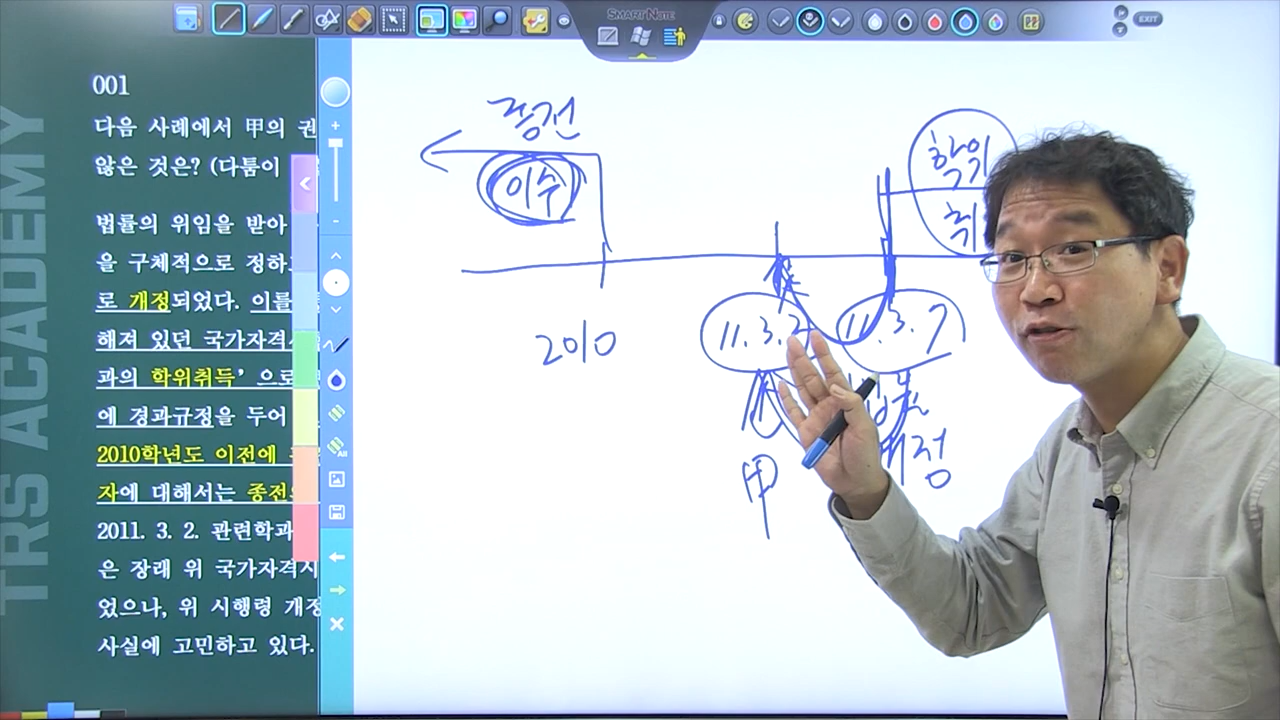 SMARTNOTE
EXIT
All
TRS ACADEMY
001
다음 사례에서 甲의 권
않은 것은? (다툼이
법률의 위임을 받아
을 구체적으로 정하고
로 개정되었다. 이를
해져 있던 국가자격시
과의 학위취득’ 으로
에 경과규정을 두어
2010학년도 이전에
자에 대해서는 종전
2011. 3. 2. 관련학과
은 장래 위 국가자격시
었으나, 위 시행령 개정
사실에 고민하고 있다.
종전
이수
학위
취
2010
11.3.2
11.3.7
甲
개정